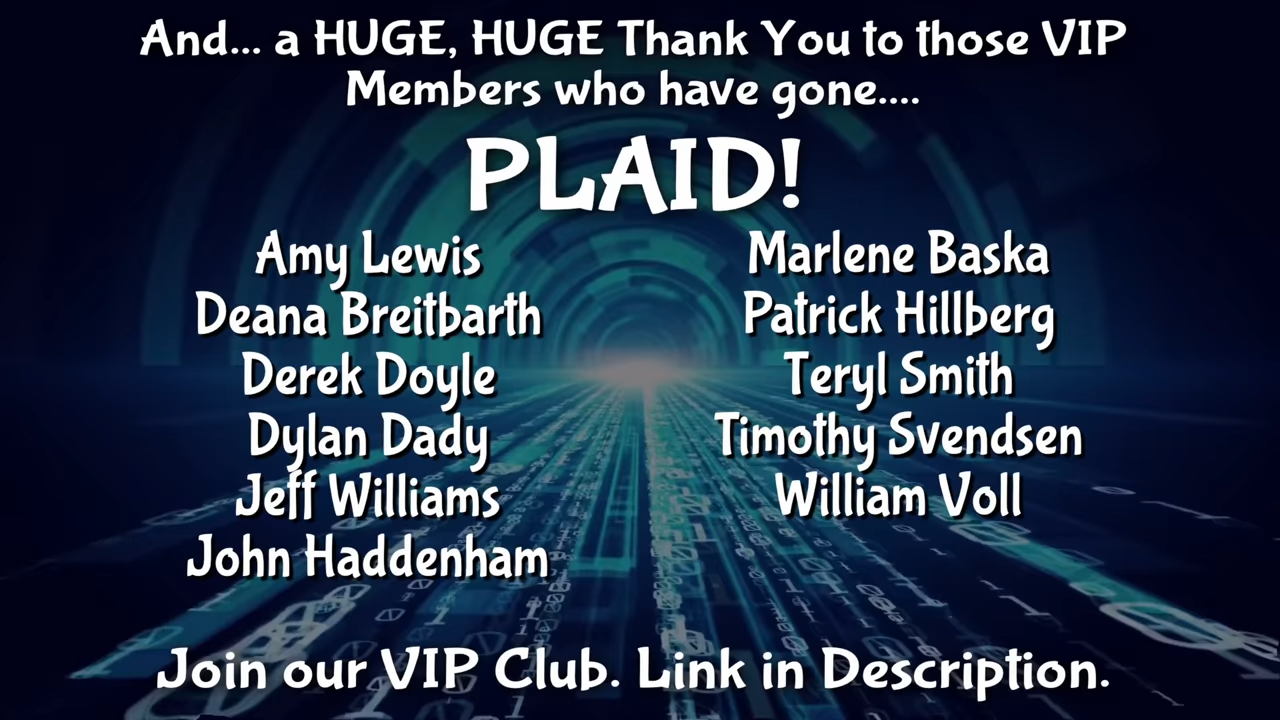 And... a HUGE, HUGE Thank You to those VIP
Members who have gone....
PLAID!
Amy Lewis
Deana Breitbarth
Derek Doyle
Dylan Dady
Jeff Williams
John Haddenham
Marlene Baska
Patrick Hillberg
Teryl Smith
Timothy Svendsen
William Voll
Join our VIP Club. Link in Description.